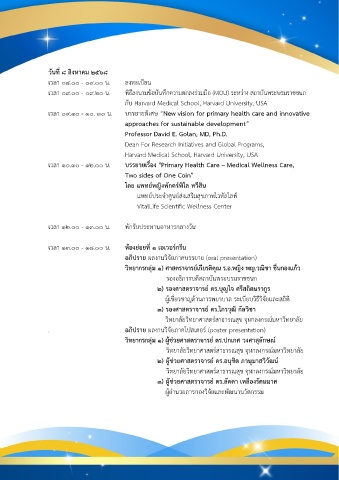 วันที่ ๘ สิงหาคม ๒๕๖๘
เวลา ๐๘.๐๐ - ๐๙.๐๐ น. ลงทะเบียน
เวลา ๐๙.๐๐ - ๐๙.๒๐ น. พิธีลงนามข้อบันทึกความตกลงร่วมมือ (MOU) ระหว่าง สถาบันพระบรมราชชนก
กับ Harvard Medical School, Harvard University, USA
เวลา ๐๙.๒๐ - ๑๐.๓๐ น. บรรยายพิเศษ "New vision for primary health care and innovative
approaches for sustainable development"
Professor David E. Golan, MD, Ph.D.
Dean For Research Initiatives and Global Programs,
Harvard Medical School, Harvard University, USA
เวลา ๑๐.๓๐ - ๑๒.๐๐ น. บรรยายเรื่อง "Primary Health Care – Medical Wellness Care,
Two sides of One Coin"
โดย แพทย์หญิงพักตร์พิไล ทวีสิน
แพทย์ประจำศูนย์ส่งเสริมสุขภาพไวทัลไลฟ์
VitalLife Scientific Wellness Center
เวลา ๑๒.๐๐ - ๑๓.๐๐ น. พักรับประทานอาหารกลางวัน
เวลา ๑๓.๐๐ - ๑๗.๐๐ น. ห้องย่อยที่ ๑ เอเวอร์กรีน
อภิปราย ผลงานวิจัยภาคบรรยาย (oral presentation)
วิทยากรกลุ่ม ๑) ศาสตราจารย์เกียรติคุณ ร.อ.หญิง พญ.วณิชา ชื่นกองแก้ว
รองอธิการบดีสถาบันพระบรมราชชนก
๒) รองศาสตราจารย์ ดร.บุญใจ ศรีสถิตย์นรากูร
ผู้เชี่ยวชาญด้านการพยาบาล ระเบียบวิธีวิจัยและสถิติ
๓) รองศาสตราจารย์ ดร.ไกรวุฒิ กัลวิชา
วิทยาลัยวิทยาศาสตร์สาธารณสุข จุฬาลงกรณ์มหาวิทยาลัย
อภิปราย ผลงานวิจัยภาคโปสเตอร์ (poster presentation)
วิทยากรกลุ่ม ๑) ผู้ช่วยศาสตราจารย์ ดร.ปกเกศ วงศาสุลักษณ์
วิทยาลัยวิทยาศาสตร์สาธารณสุข จุฬาลงกรณ์มหาวิทยาลัย
๒) ผู้ช่วยศาสตราจารย์ ดร.อนุชิต
วิทยาลัยวิทยาศาสตร์สาธารณสุข จุฬาลงกรณ์มหาวิทยาลัย
๓) ผู้ช่วยศาสตราจารย์ ดร.ลัดดา เหลืองรัตนมาศ
ผู้อำนวยการกองวิจัยและพัฒนานวัตกรรม